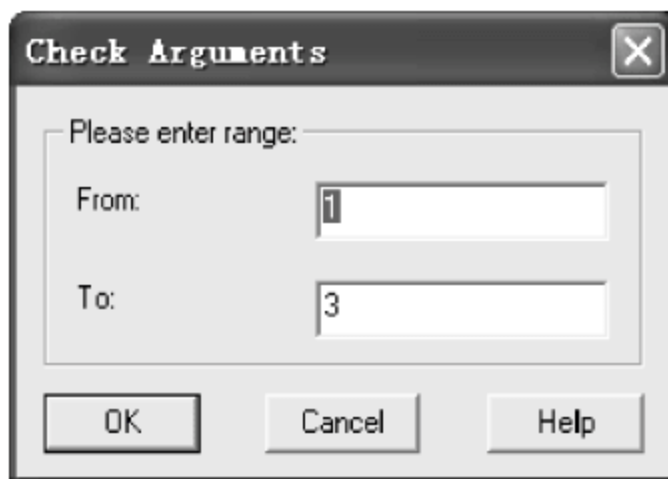 Check Arguments
Please enter range:
From: 1
To: 3
OK Cancel Help